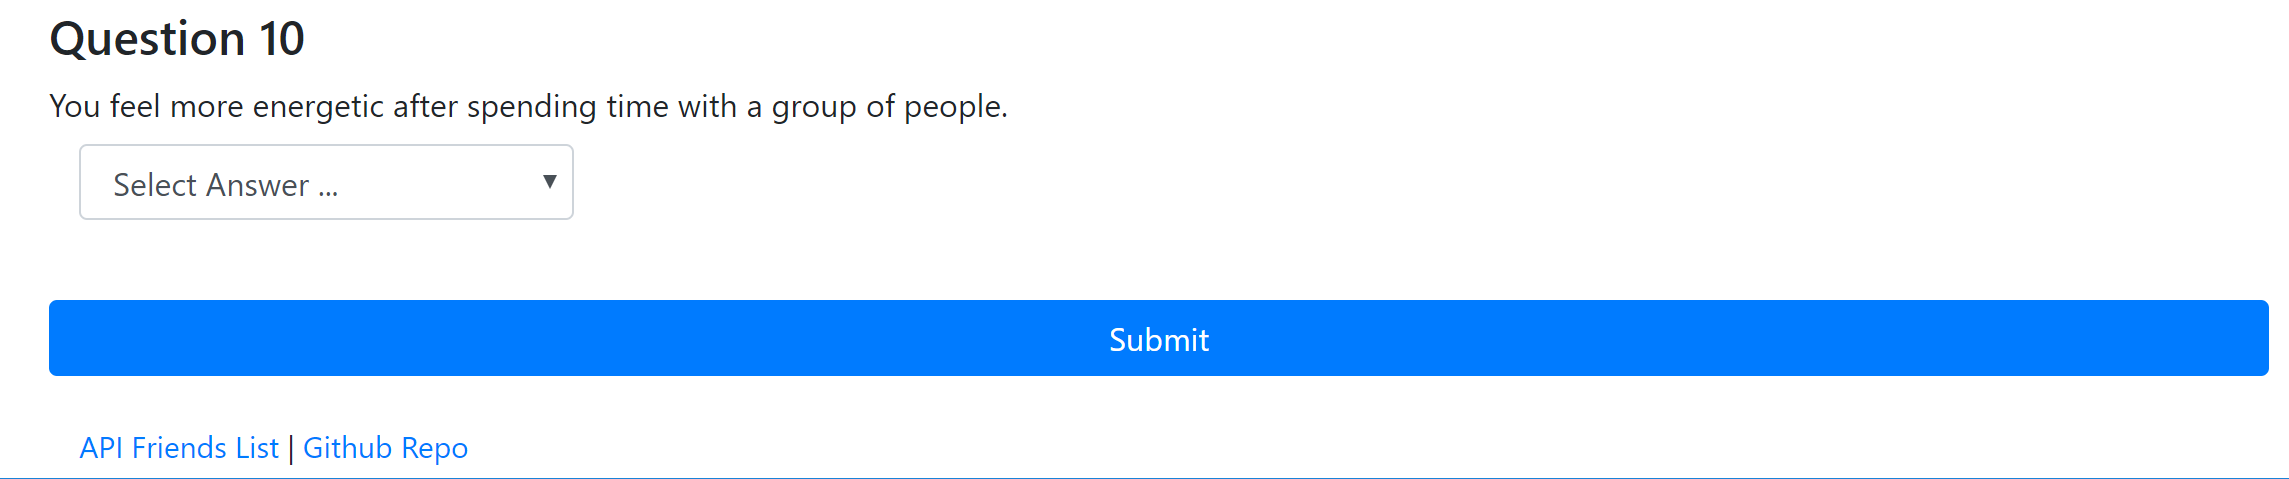 Question 10
You feel more energetic after spending time with a group of people.
Select Answer ...
Submit
API Friends List | Github Repo